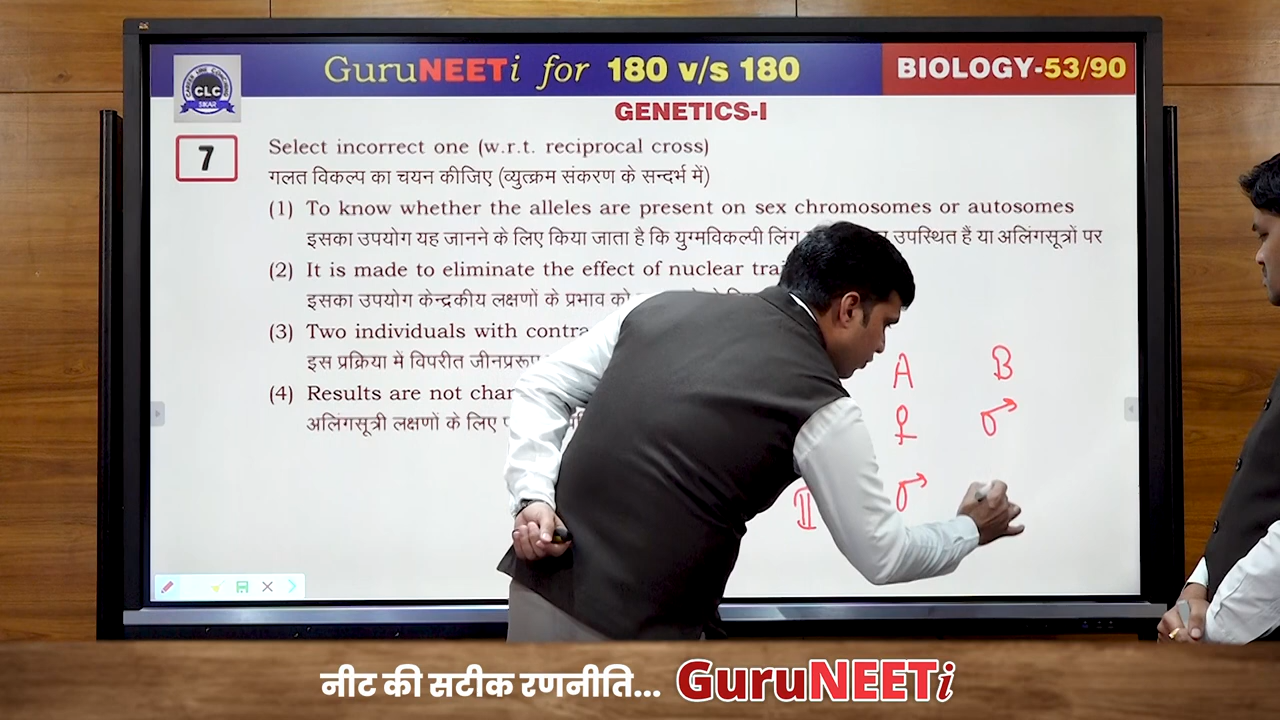 GuruNEETi for 180 v/s 180
BIOLOGY-53/90
CAREER LINE COACHING
CLC
SIKAR
GENETICS-I
7
Select incorrect one (w.r.t. reciprocal cross)
गलत विकल्प का चयन कीजिए (व्युत्क्रम संकरण के सन्दर्भ में)
(1) To know whether the alleles are present on sex chromosomes or autosomes
इसका उपयोग यह जानने के लिए किया जाता है कि युग्मविकल्पी लिंग उपस्थित हैं या अलिंगसूत्रों पर
(2) It is made to eliminate the effect of nuclear
इसका उपयोग केन्द्रकीय लक्षणों के प्रभाव को
(3) Two individuals with
इस प्रक्रिया में विपरीत जीनप्ररूप
(4) Results are not
अलिंगसूत्री लक्षणों के लिए
A B
♀ ♂
II ♂
नीट की सटीक रणनीति... GuruNEETi